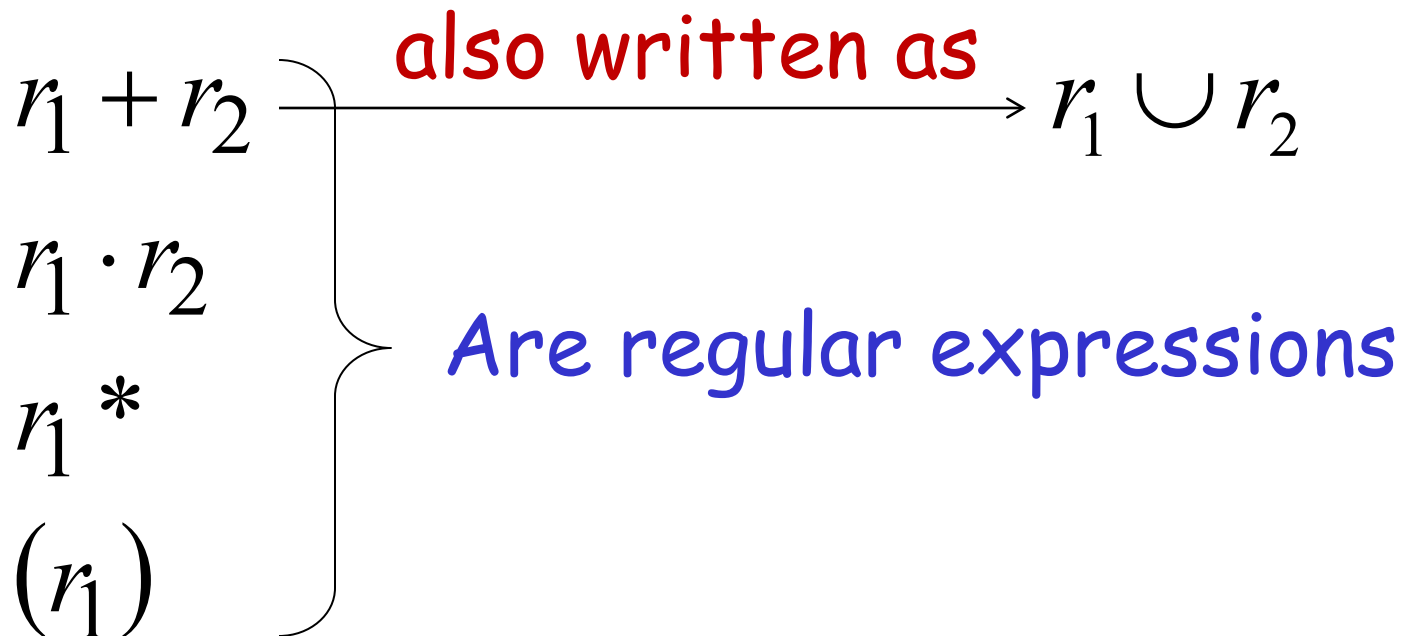 also written as
r₁ + r₂ → r₁ ∪ r₂
r₁ · r₂
Are regular expressions
r₁ *
(r₁)